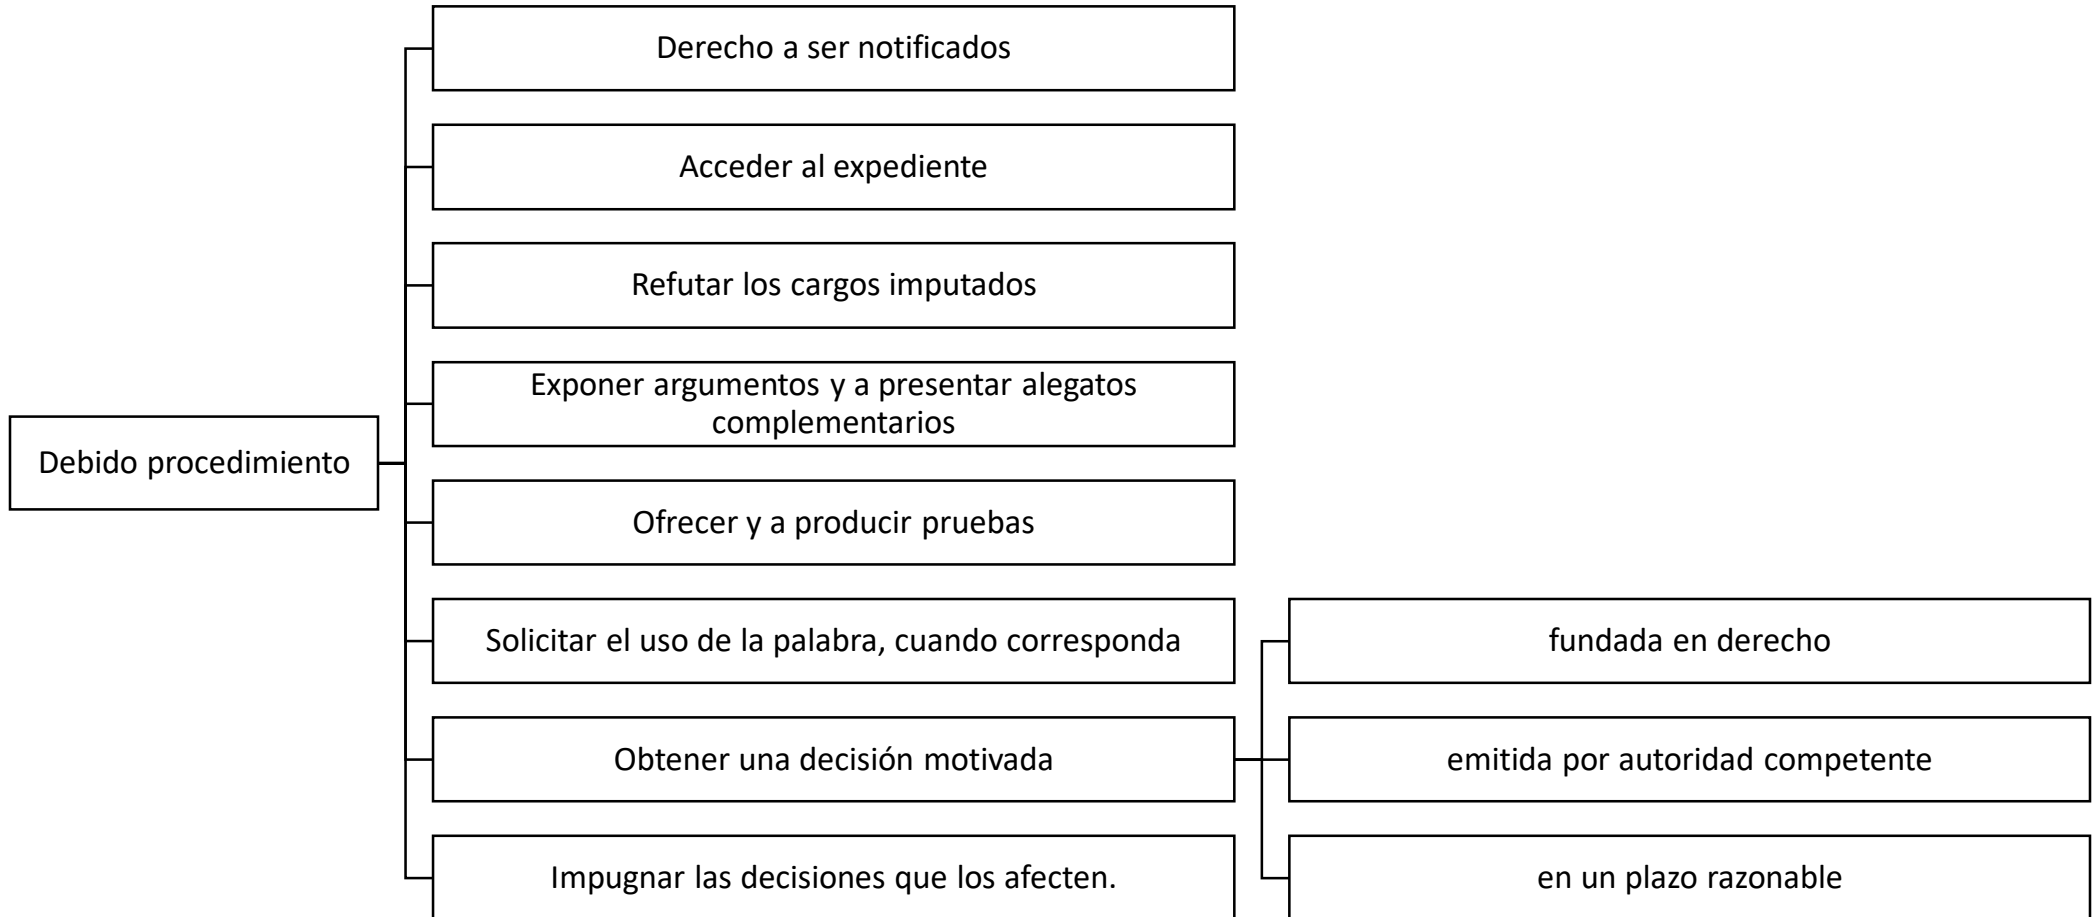 Debido procedimiento
Derecho a ser notificados
Acceder al expediente
Refutar los cargos imputados
Exponer argumentos y a presentar alegatos
complementarios
Ofrecer y a producir pruebas
Solicitar el uso de la palabra, cuando corresponda
Obtener una decisión motivada
fundada en derecho
emitida por autoridad competente
en un plazo razonable
Impugnar las decisiones que los afecten.